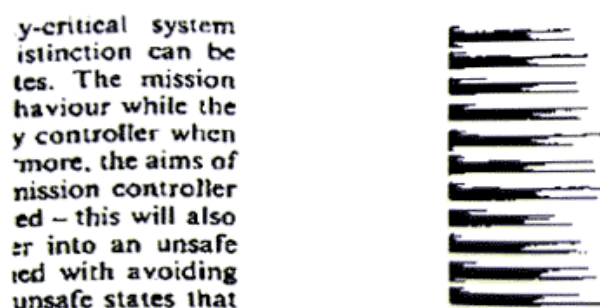 y-critical system
istinction can be
tes. The mission
haviour while the
y controller when
more, the aims of
nission controller
ed – this will also
er into an unsafe
ied with avoiding
unsafe states that